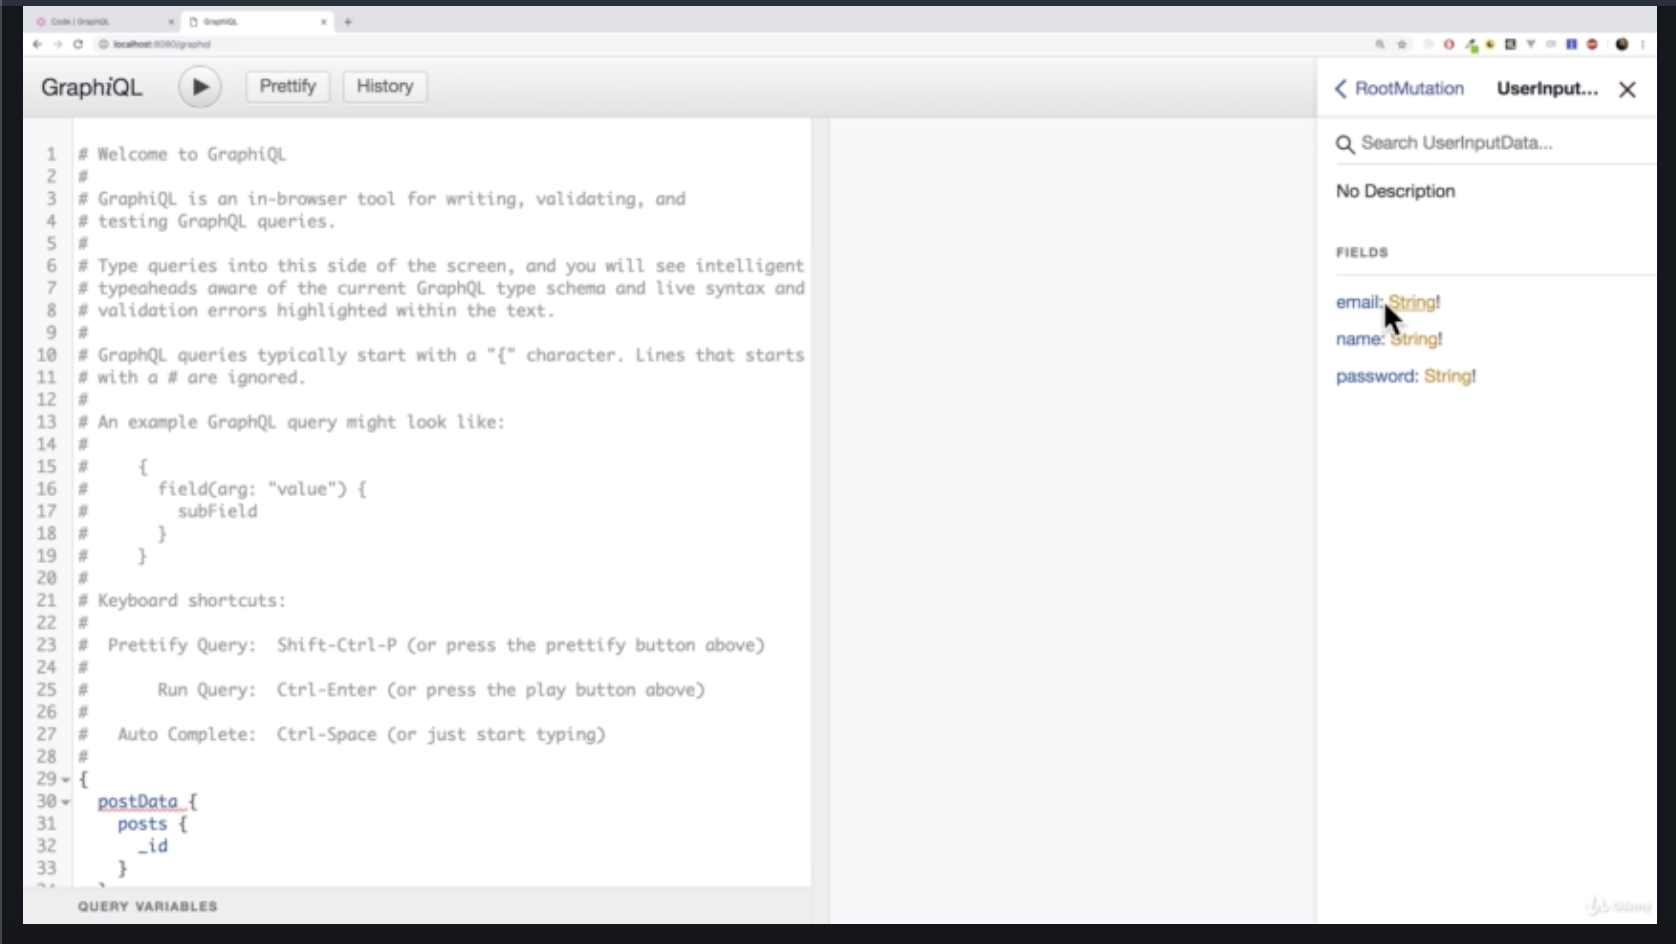 Code | GraphQL
GraphiQL
localhost:8080/graphql
GraphiQL
Prettify
History
RootMutation
UserInput...
Search UserInputData...
No Description
FIELDS
email: String!
name: String!
password: String!
1 # Welcome to GraphiQL
2 #
3 # GraphiQL is an in-browser tool for writing, validating, and
4 # testing GraphQL queries.
5 #
6 # Type queries into this side of the screen, and you will see intelligent
7 # typeaheads aware of the current GraphQL type schema and live syntax and
8 # validation errors highlighted within the text.
9 #
10 # GraphQL queries typically start with a "{" character. Lines that starts
11 # with a # are ignored.
12 #
13 # An example GraphQL query might look like:
14 #
15 #     {
16 #       field(arg: "value") {
17 #         subField
18 #       }
19 #     }
20 #
21 # Keyboard shortcuts:
22 #
23 #  Prettify Query:  Shift-Ctrl-P (or press the prettify button above)
24 #
25 #       Run Query:  Ctrl-Enter (or press the play button above)
26 #
27 #   Auto Complete:  Ctrl-Space (or just start typing)
28 #
29 {
30   postData {
31     posts {
32       _id
33     }
QUERY VARIABLES
Udemy